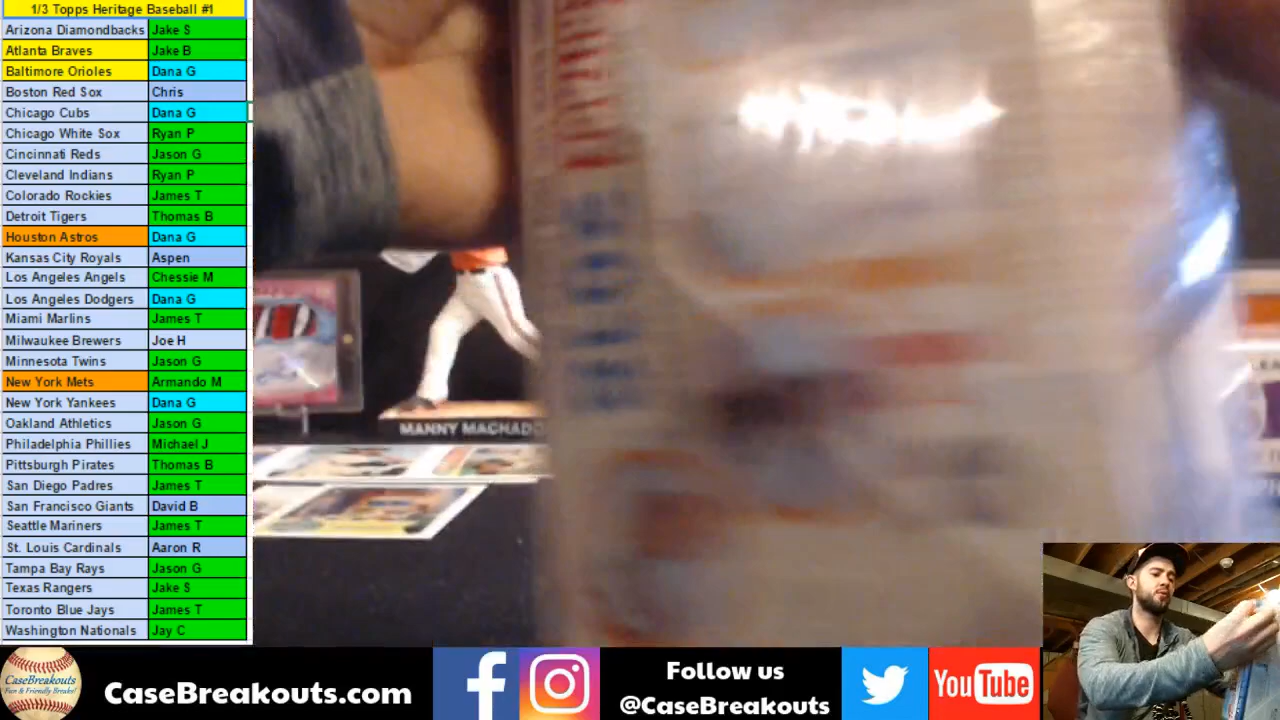 1/3 Topps Heritage Baseball #1
Arizona Diamondbacks Jake S
Atlanta Braves Jake B
Baltimore Orioles Dana G
Boston Red Sox Chris
Chicago Cubs Dana G
Chicago White Sox Ryan P
Cincinnati Reds Jason G
Cleveland Indians Ryan P
Colorado Rockies James T
Detroit Tigers Thomas B
Houston Astros Dana G
Kansas City Royals Aspen
Los Angeles Angels Chessie M
Los Angeles Dodgers Dana G
Miami Marlins James T
Milwaukee Brewers Joe H
Minnesota Twins Jason G
New York Mets Armando M
New York Yankees Dana G
Oakland Athletics Jason G
Philadelphia Phillies Michael J
Pittsburgh Pirates Thomas B
San Diego Padres James T
San Francisco Giants David B
Seattle Mariners James T
St. Louis Cardinals Aaron R
Tampa Bay Rays Jason G
Texas Rangers Jake S
Toronto Blue Jays James T
Washington Nationals Jay C
MANNY MACHADO
CaseBreakouts
Fun & Friendly Breaks!
CaseBreakouts.com
Follow us
@CaseBreakouts
YouTube